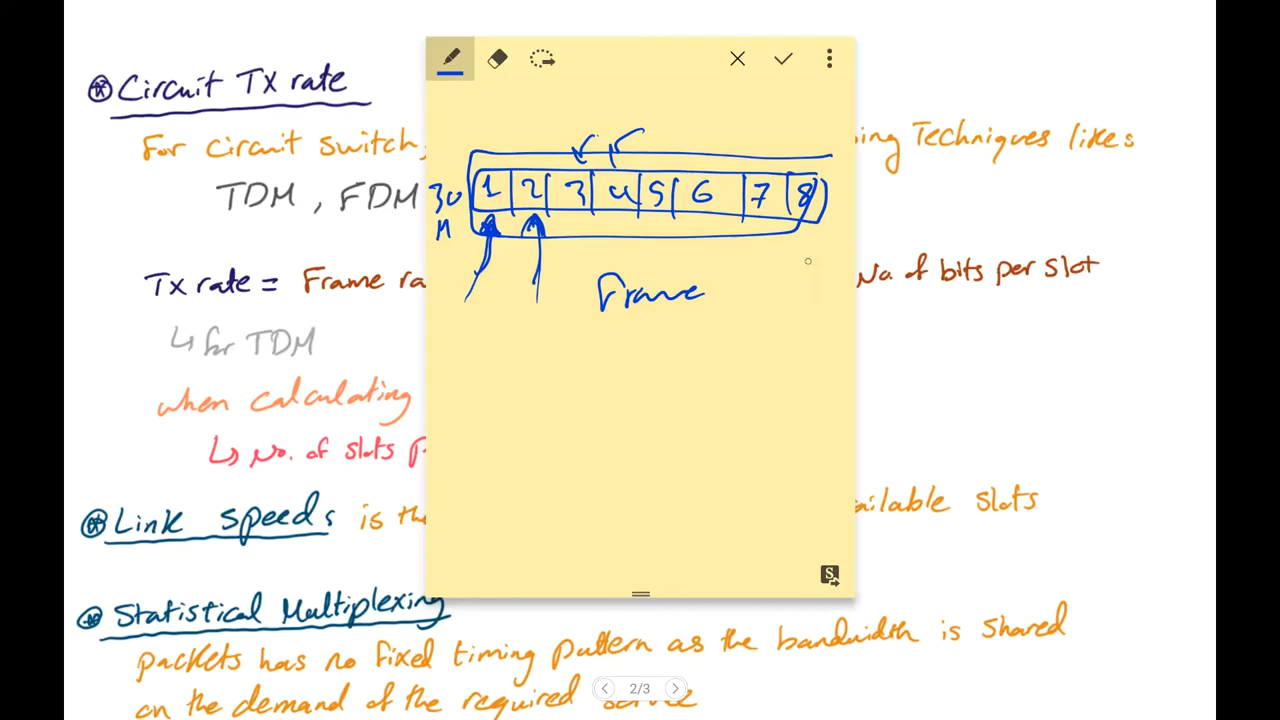 Circuit Tx rate
For circuit switch, ing Techniques likes
TDM, FDM
30 1 2 3 4 5 6 7 8
M
Tx rate = Frame ra No. of bits per slot
Frame
↳ for TDM
when calculating
↳ No. of slots p
Link speeds is the ailable slots
Statistical Multiplexing
packets has no fixed timing pattern as the bandwidth is shared
on the demand of the required service
2/3